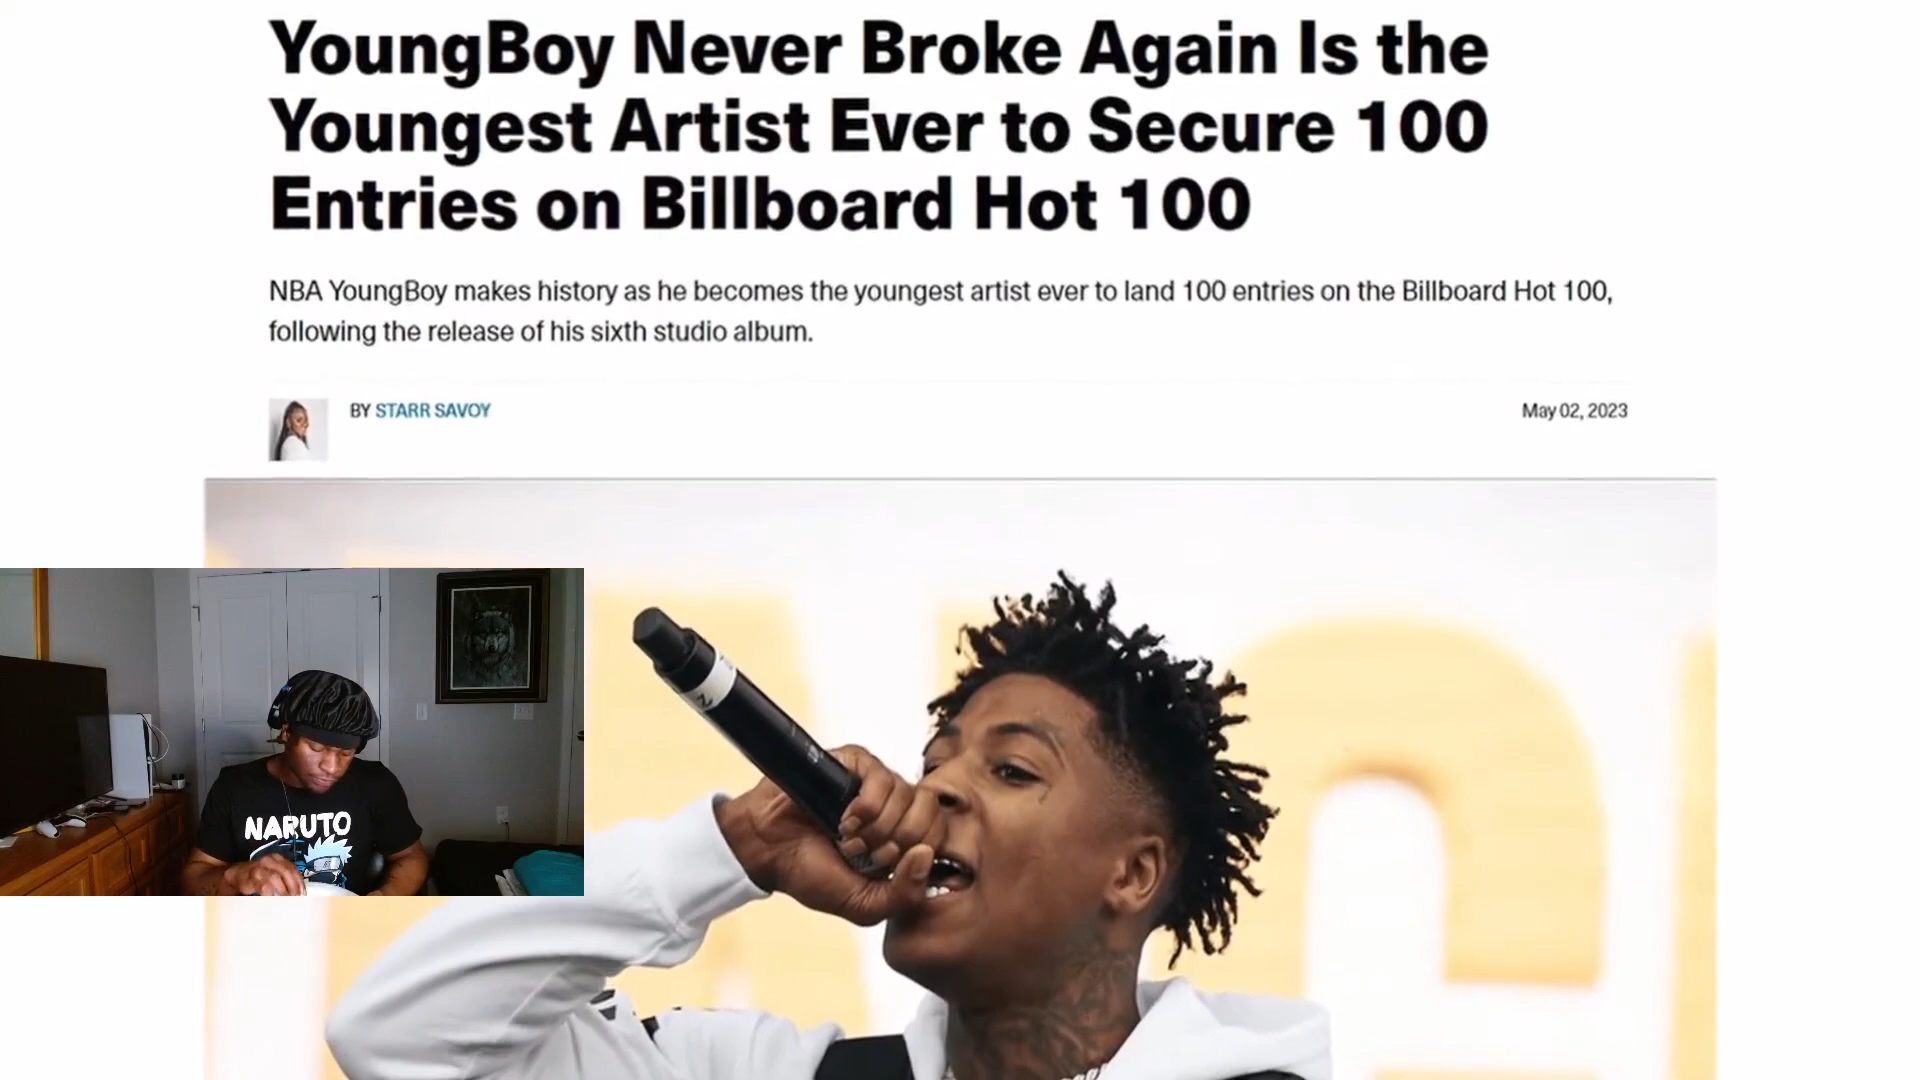 YoungBoy Never Broke Again Is the
Youngest Artist Ever to Secure 100
Entries on Billboard Hot 100
NBA YoungBoy makes history as he becomes the youngest artist ever to land 100 entries on the Billboard Hot 100,
following the release of his sixth studio album.
BY STARR SAVOY
May 02, 2023
NARUTO